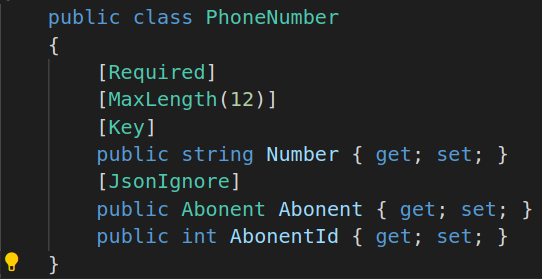 public class PhoneNumber
{
[Required]
[MaxLength(12)]
[Key]
public string Number { get; set; }
[JsonIgnore]
public Abonent Abonent { get; set; }
public int AbonentId { get; set; }
}